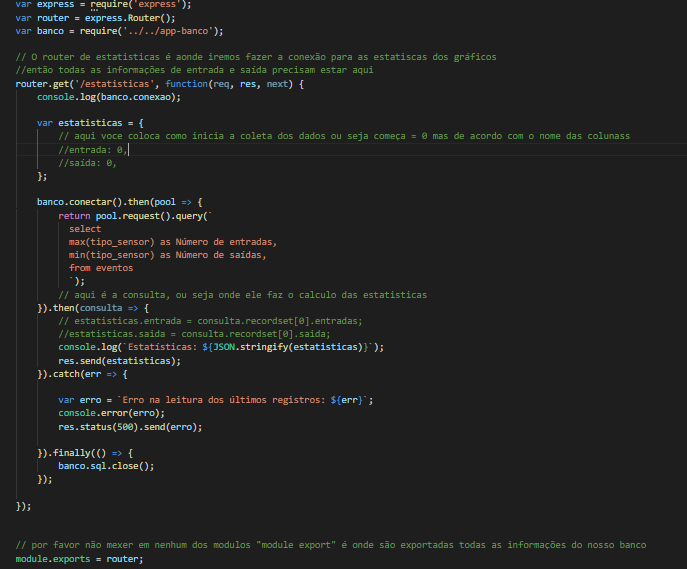 var express = require('express');
var router = express.Router();
var banco = require('../../app-banco');
// O router de estatisticas é aonde iremos fazer a conexão para as estatiscas dos gráficos
//então todas as informações de entrada e saída precisam estar aqui
router.get('/estatisticas', function(req, res, next) {
console.log(banco.conexao);
var estatisticas = {
// aqui voce coloca como inicia a coleta dos dados ou seja começa = 0 mas de acordo com o nome das colunass
//entrada: 0,
//saída: 0,
};
banco.conectar().then(pool => {
return pool.request().query(`
select
max(tipo_sensor) as Número de entradas,
min(tipo_sensor) as Número de saídas,
from eventos
`);
// aqui é a consulta, ou seja onde ele faz o calculo das estatisticas
}).then(consulta => {
// estatisticas.entrada = consulta.recordset[0].entradas;
//estatisticas.saida = consulta.recordset[0].saida;
console.log(`Estatísticas: ${JSON.stringify(estatisticas)}`);
res.send(estatisticas);
}).catch(err => {
var erro = `Erro na leitura dos últimos registros: ${err}`;
console.error(erro);
res.status(500).send(erro);
}).finally(() => {
banco.sql.close();
});
});
// por favor não mexer em nenhum dos modulos "module export" é onde são exportadas todas as informações do nosso banco
module.exports = router;